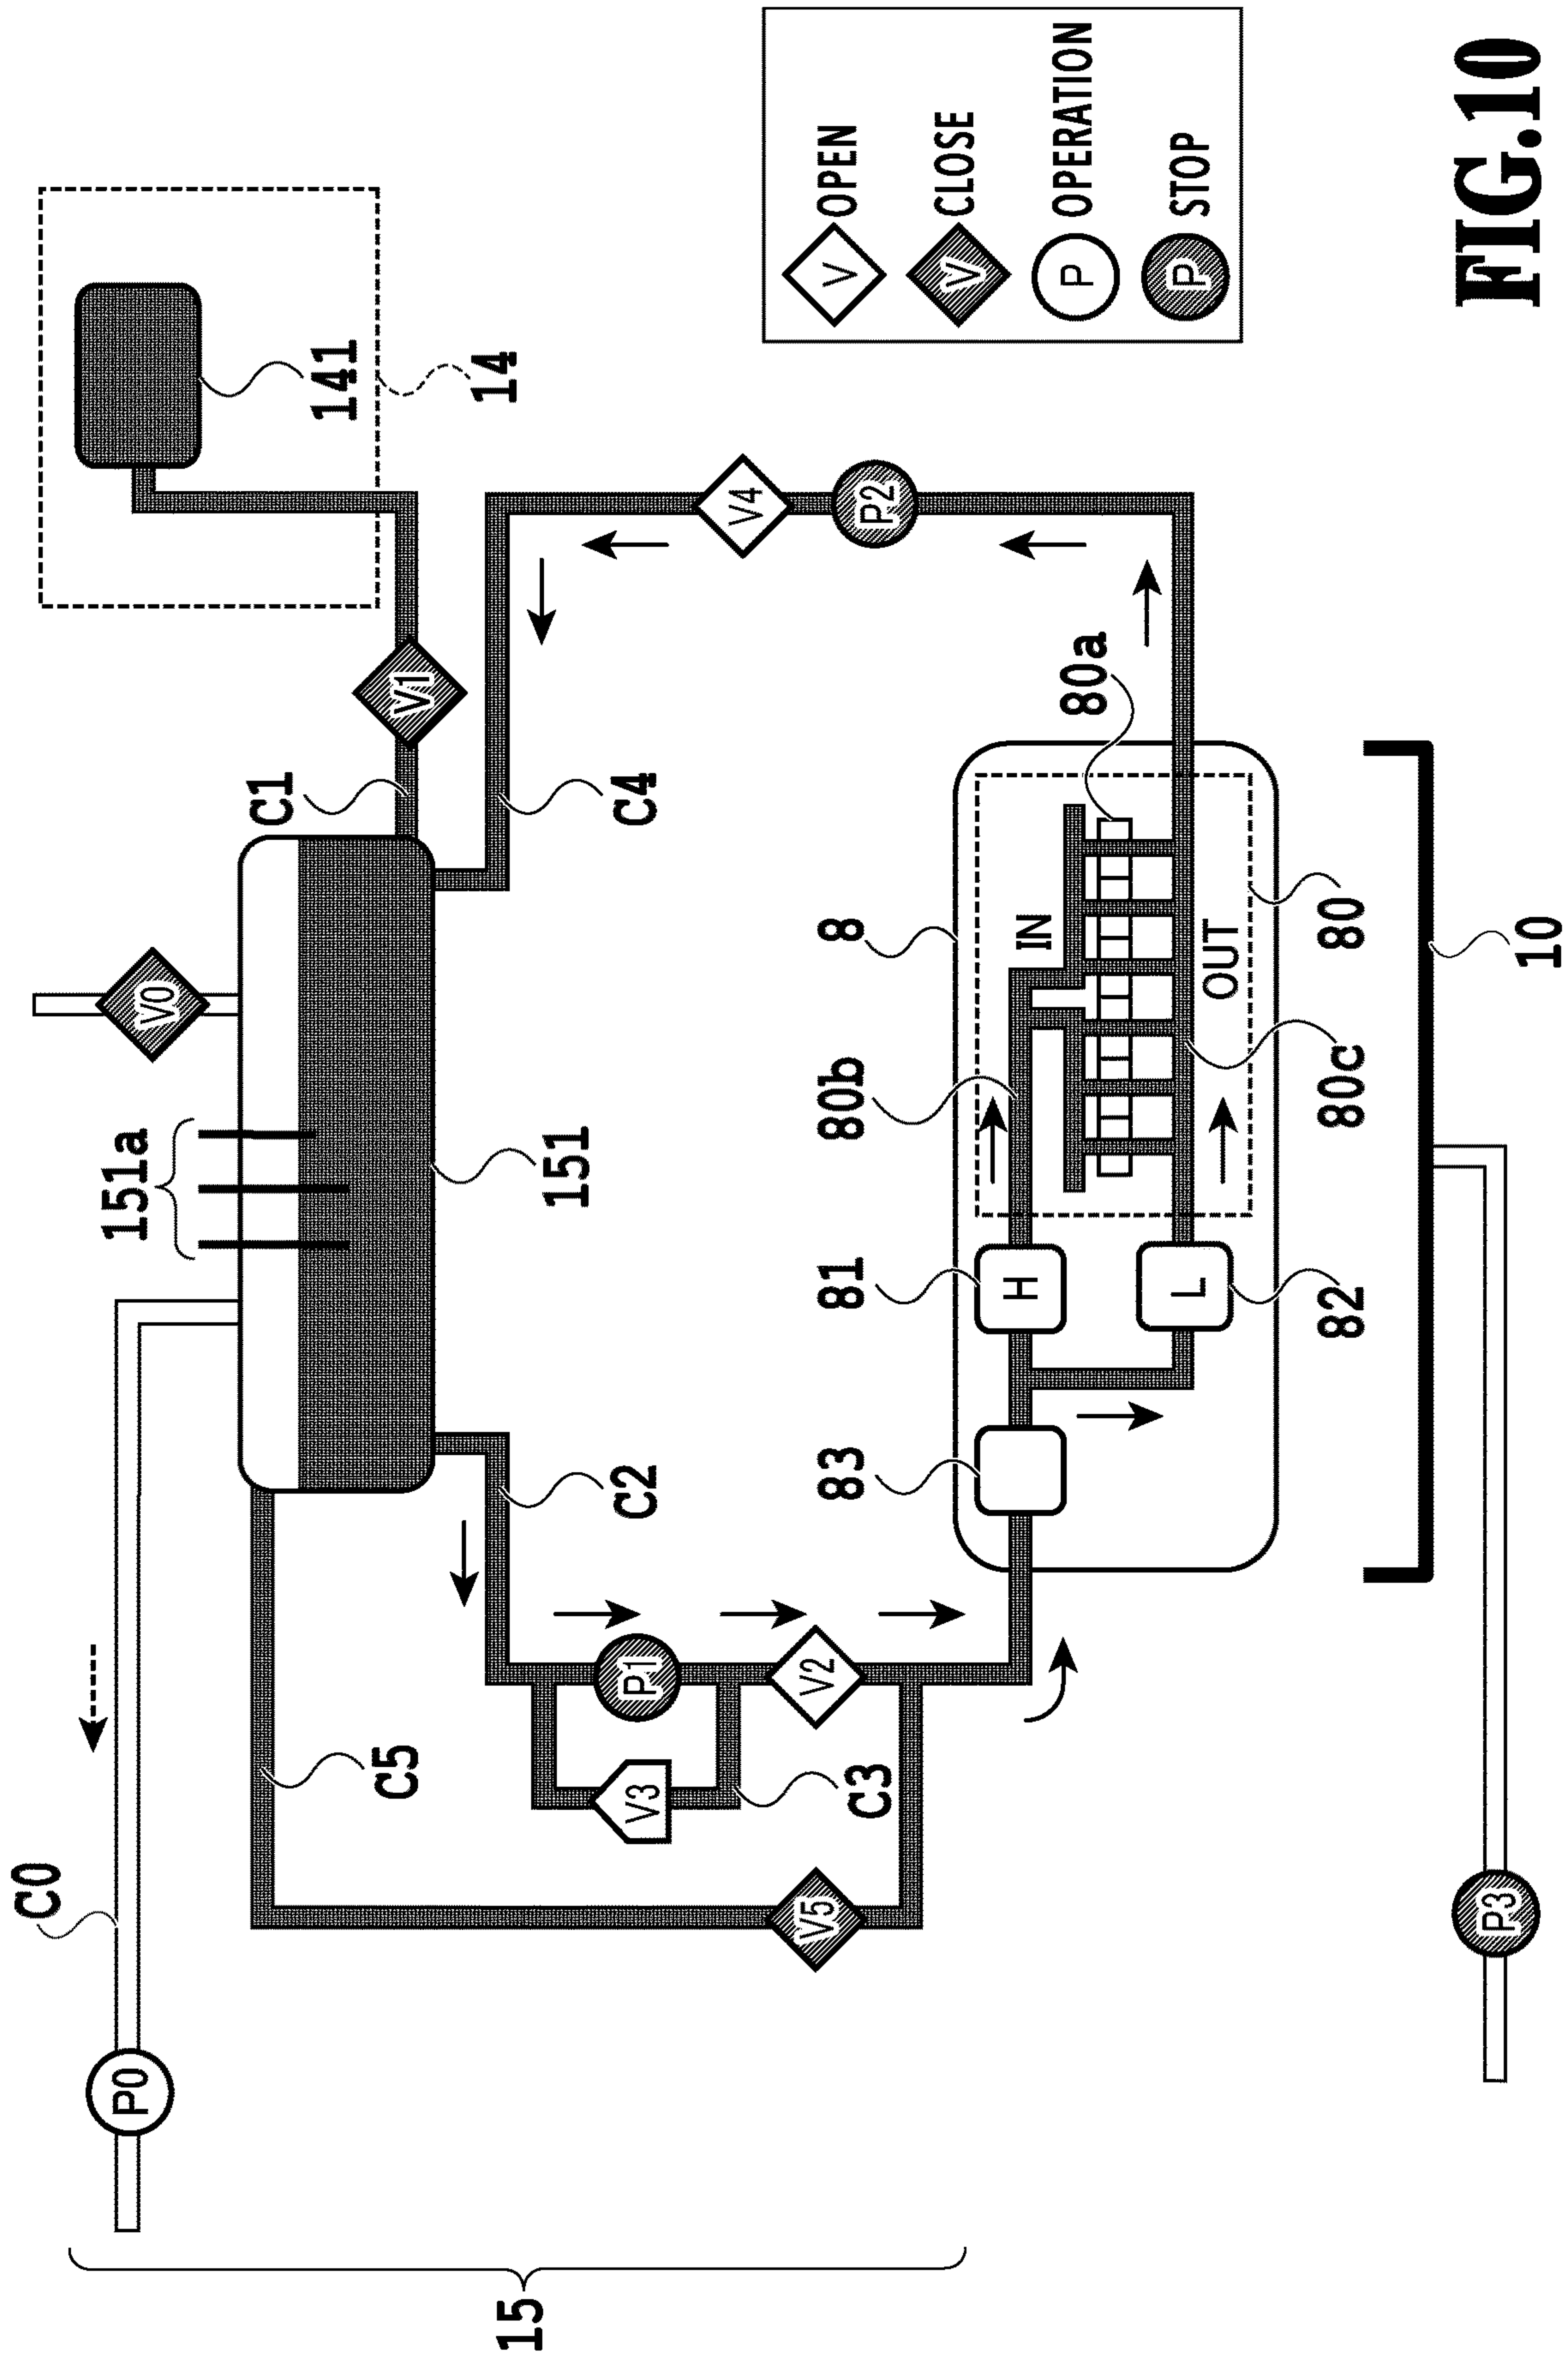 C0
P0
15
151a
V0
C1
V1
141
14
C5
151
C4
C2
P1
V3
V2
C3
V5
V4
P2
83
81
H
80b
8
IN
80a
L
82
OUT
80c
80
10
P3
V OPEN
V CLOSE
P OPERATION
P STOP
FIG.10